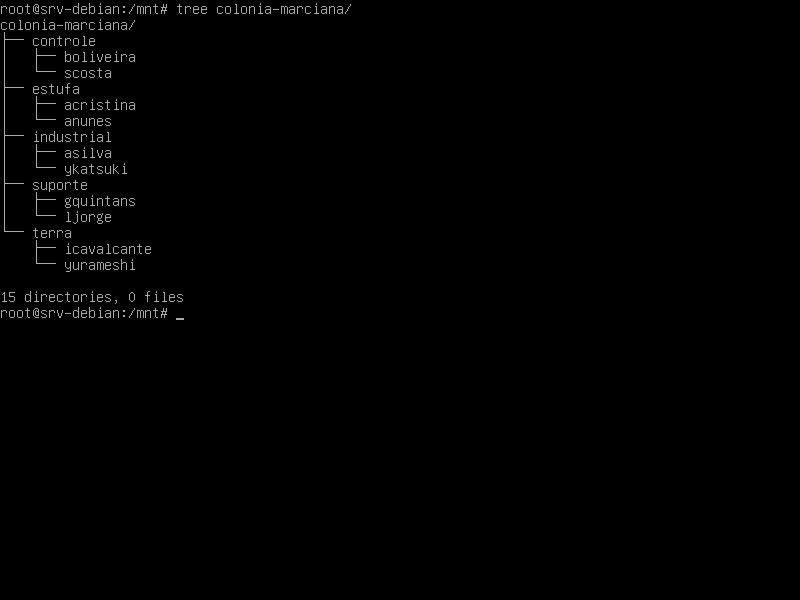 root@srv-debian:/mnt# tree colonia-marciana/
colonia-marciana/
├── controle
│   ├── boliveira
│   └── scosta
├── estufa
│   ├── acristina
│   └── anunes
├── industrial
│   ├── asilva
│   └── ykatsuki
├── suporte
│   ├── gquintans
│   └── ljorge
└── terra
    ├── icavalcante
    └── yurameshi

15 directories, 0 files
root@srv-debian:/mnt# _